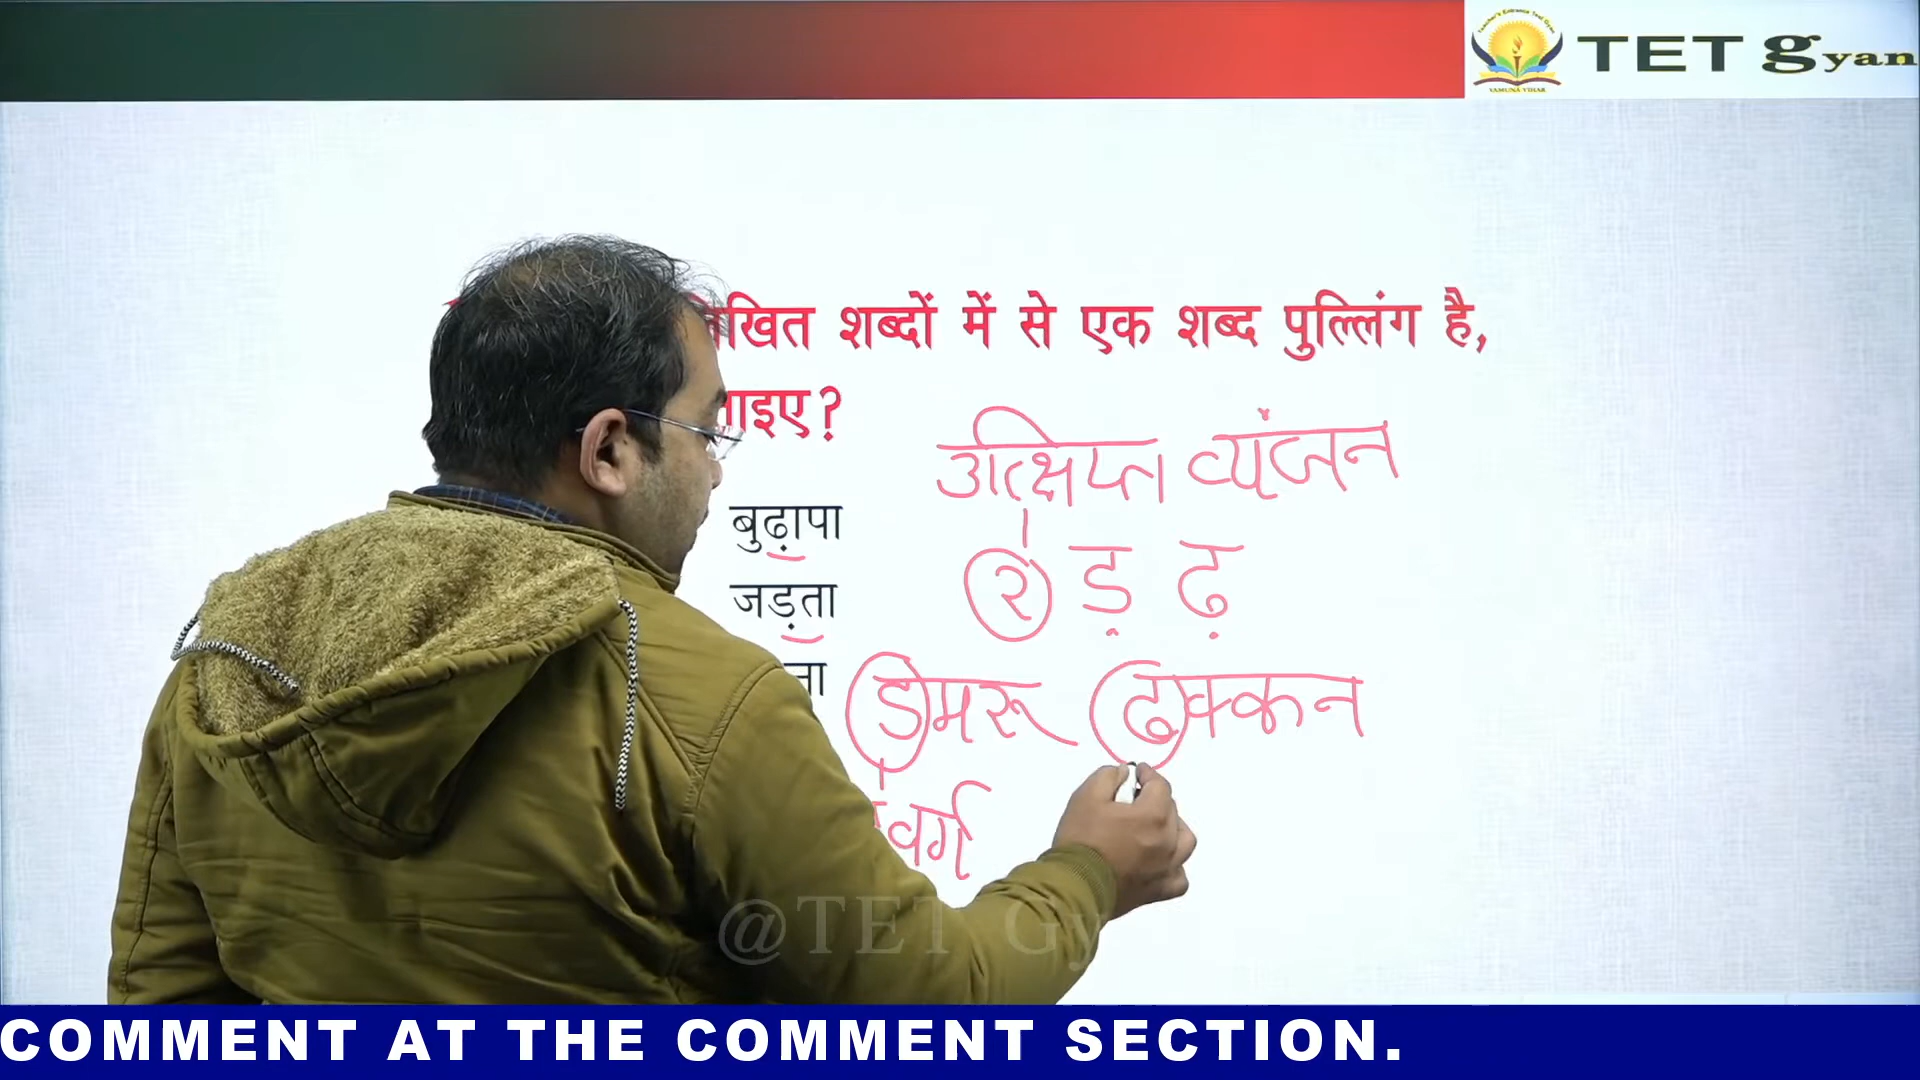 TET Gyan
शब्दों में से एक शब्द पुल्लिंग है,
उत्क्षिप्त व्यंजन
बुढ़ापा
२ ड़ ढ़
जड़ता
डमरू ढक्कन
वर्ग
@TET Gy
COMMENT AT THE COMMENT SECTION.